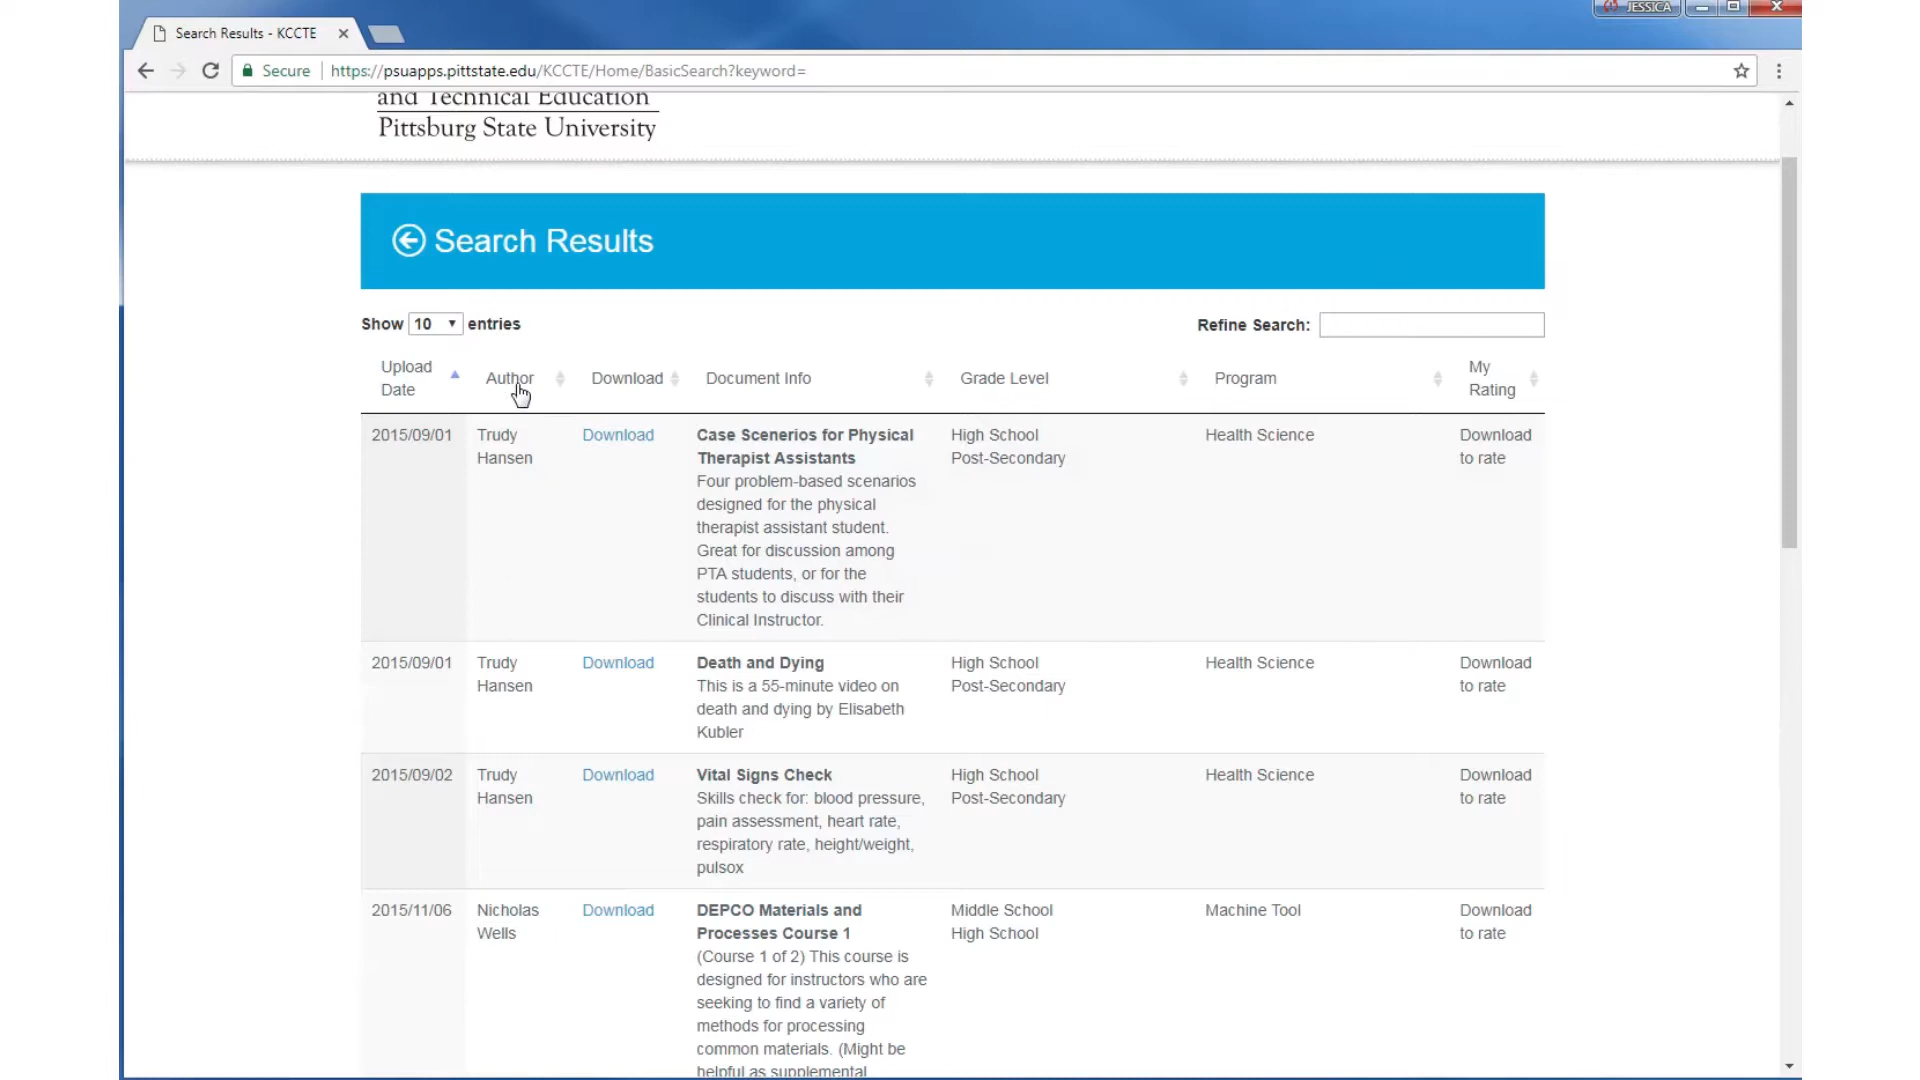 JESSICA
Search Results - KCCTE
Secure https://psuapps.pittstate.edu/KCCTE/Home/BasicSearch?keyword=
and Technical Education
Pittsburg State University
Search Results
Show 10 entries
Refine Search:
Upload Date Author Download Document Info Grade Level Program My Rating
2015/09/01 Trudy Download Case Scenerios for Physical High School Health Science Download
Hansen Therapist Assistants Post-Secondary to rate
Four problem-based scenarios
designed for the physical
therapist assistant student.
Great for discussion among
PTA students, or for the
students to discuss with their
Clinical Instructor.
2015/09/01 Trudy Download Death and Dying High School Health Science Download
Hansen This is a 55-minute video on Post-Secondary to rate
death and dying by Elisabeth
Kubler
2015/09/02 Trudy Download Vital Signs Check High School Health Science Download
Hansen Skills check for: blood pressure, Post-Secondary to rate
pain assessment, heart rate,
respiratory rate, height/weight,
pulsox
2015/11/06 Nicholas Download DEPCO Materials and Middle School Machine Tool Download
Wells Processes Course 1 High School to rate
(Course 1 of 2) This course is
designed for instructors who are
seeking to find a variety of
methods for processing
common materials. (Might be
helpful as supplemental